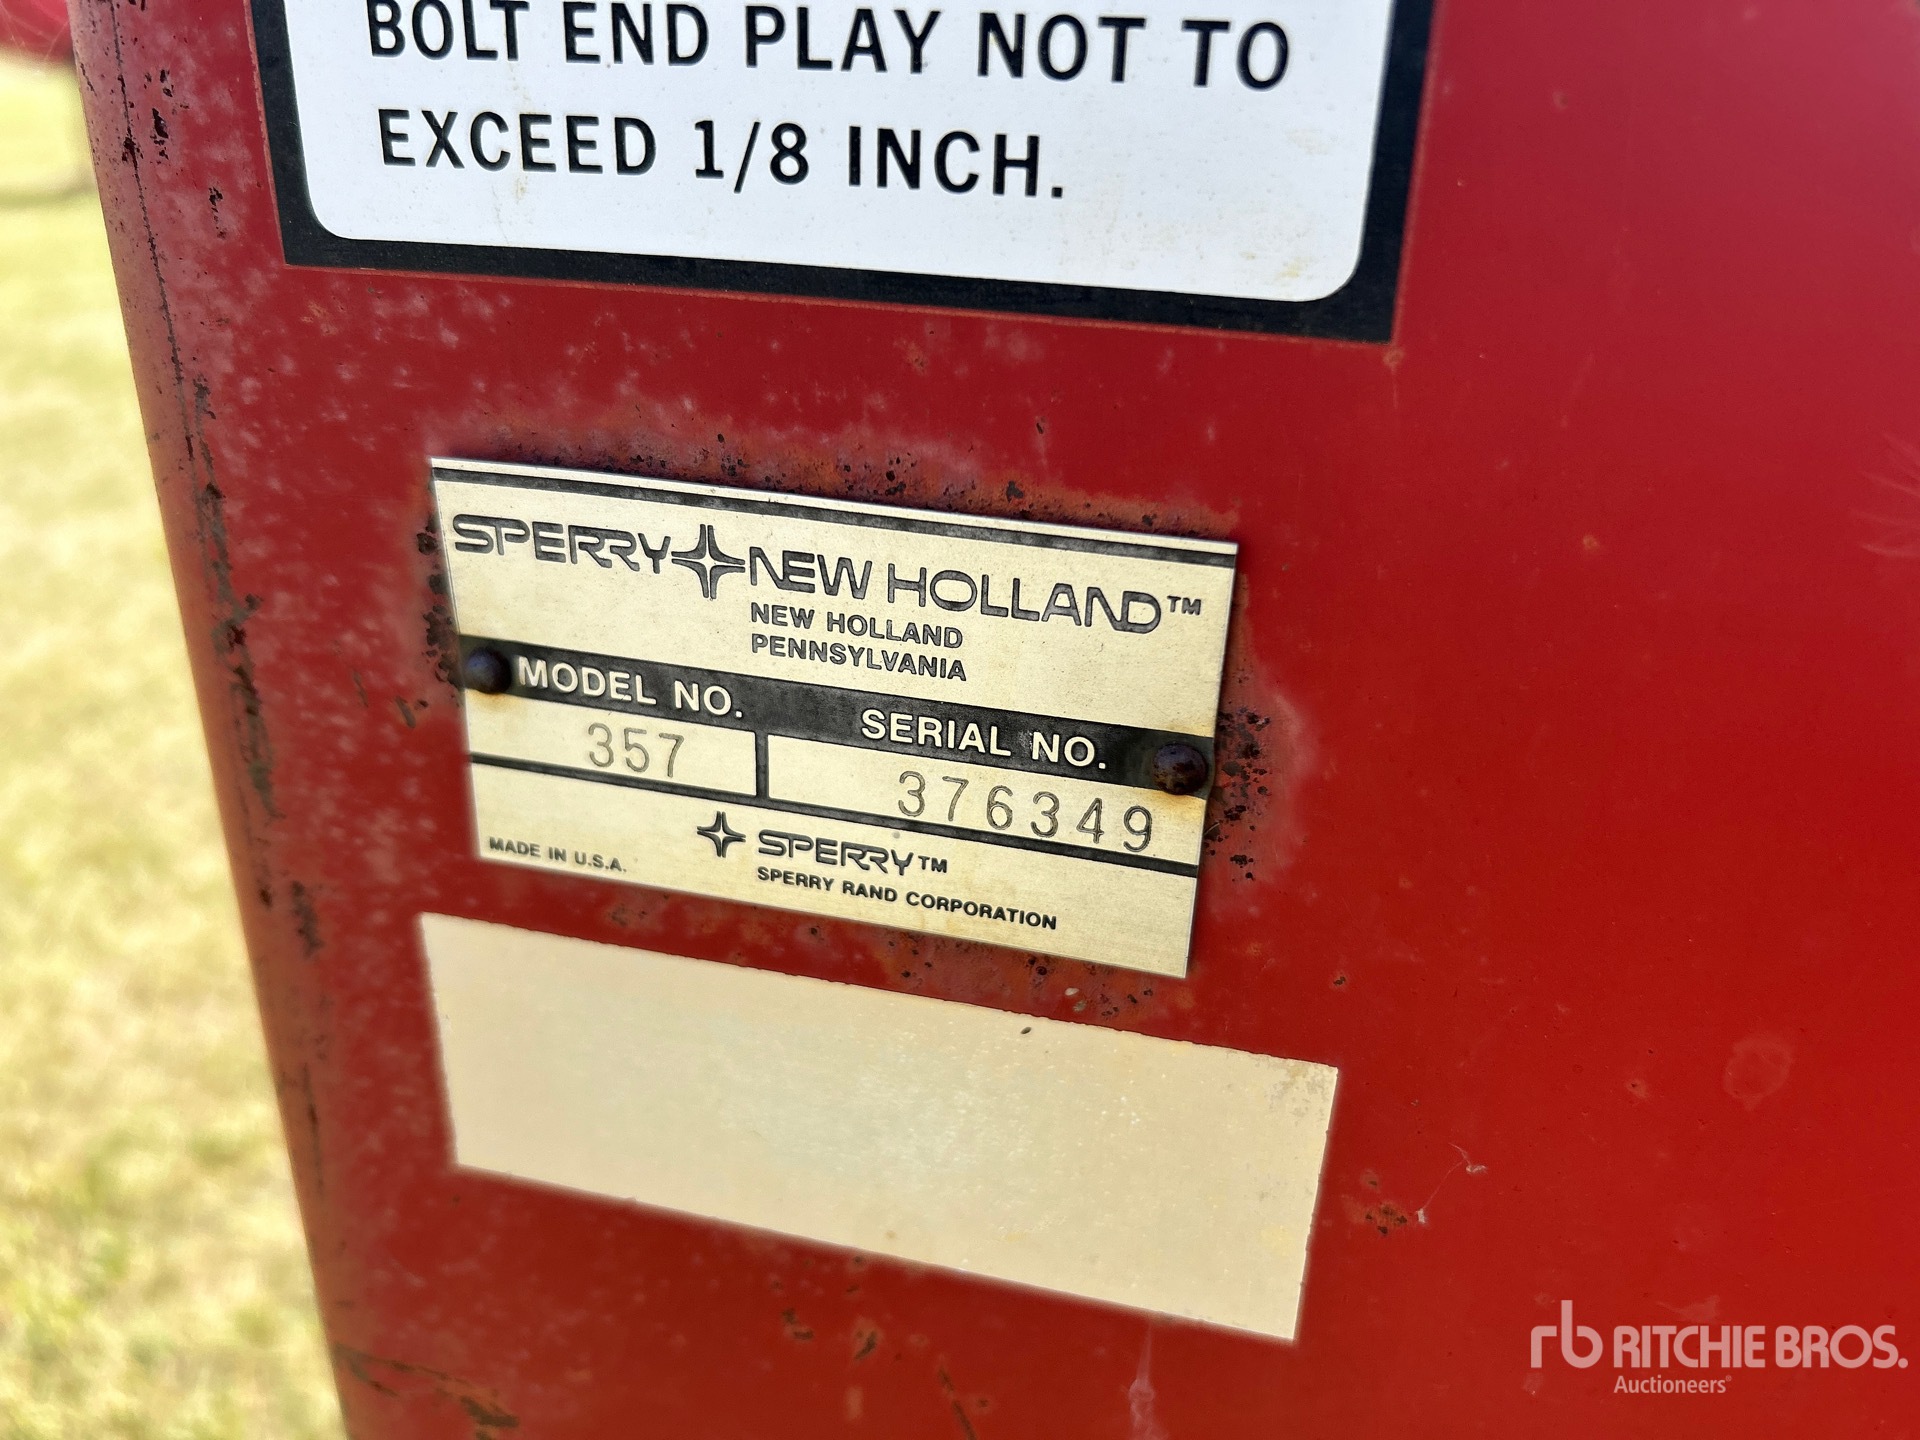 BOLT END PLAY NOT TO
EXCEED 1/8 INCH.
SPERRY NEW HOLLAND™
NEW HOLLAND
PENNSYLVANIA
MODEL NO. SERIAL NO.
357 376349
SPERRY™
MADE IN U.S.A. SPERRY RAND CORPORATION
rb RITCHIE BROS.
Auctioneers®